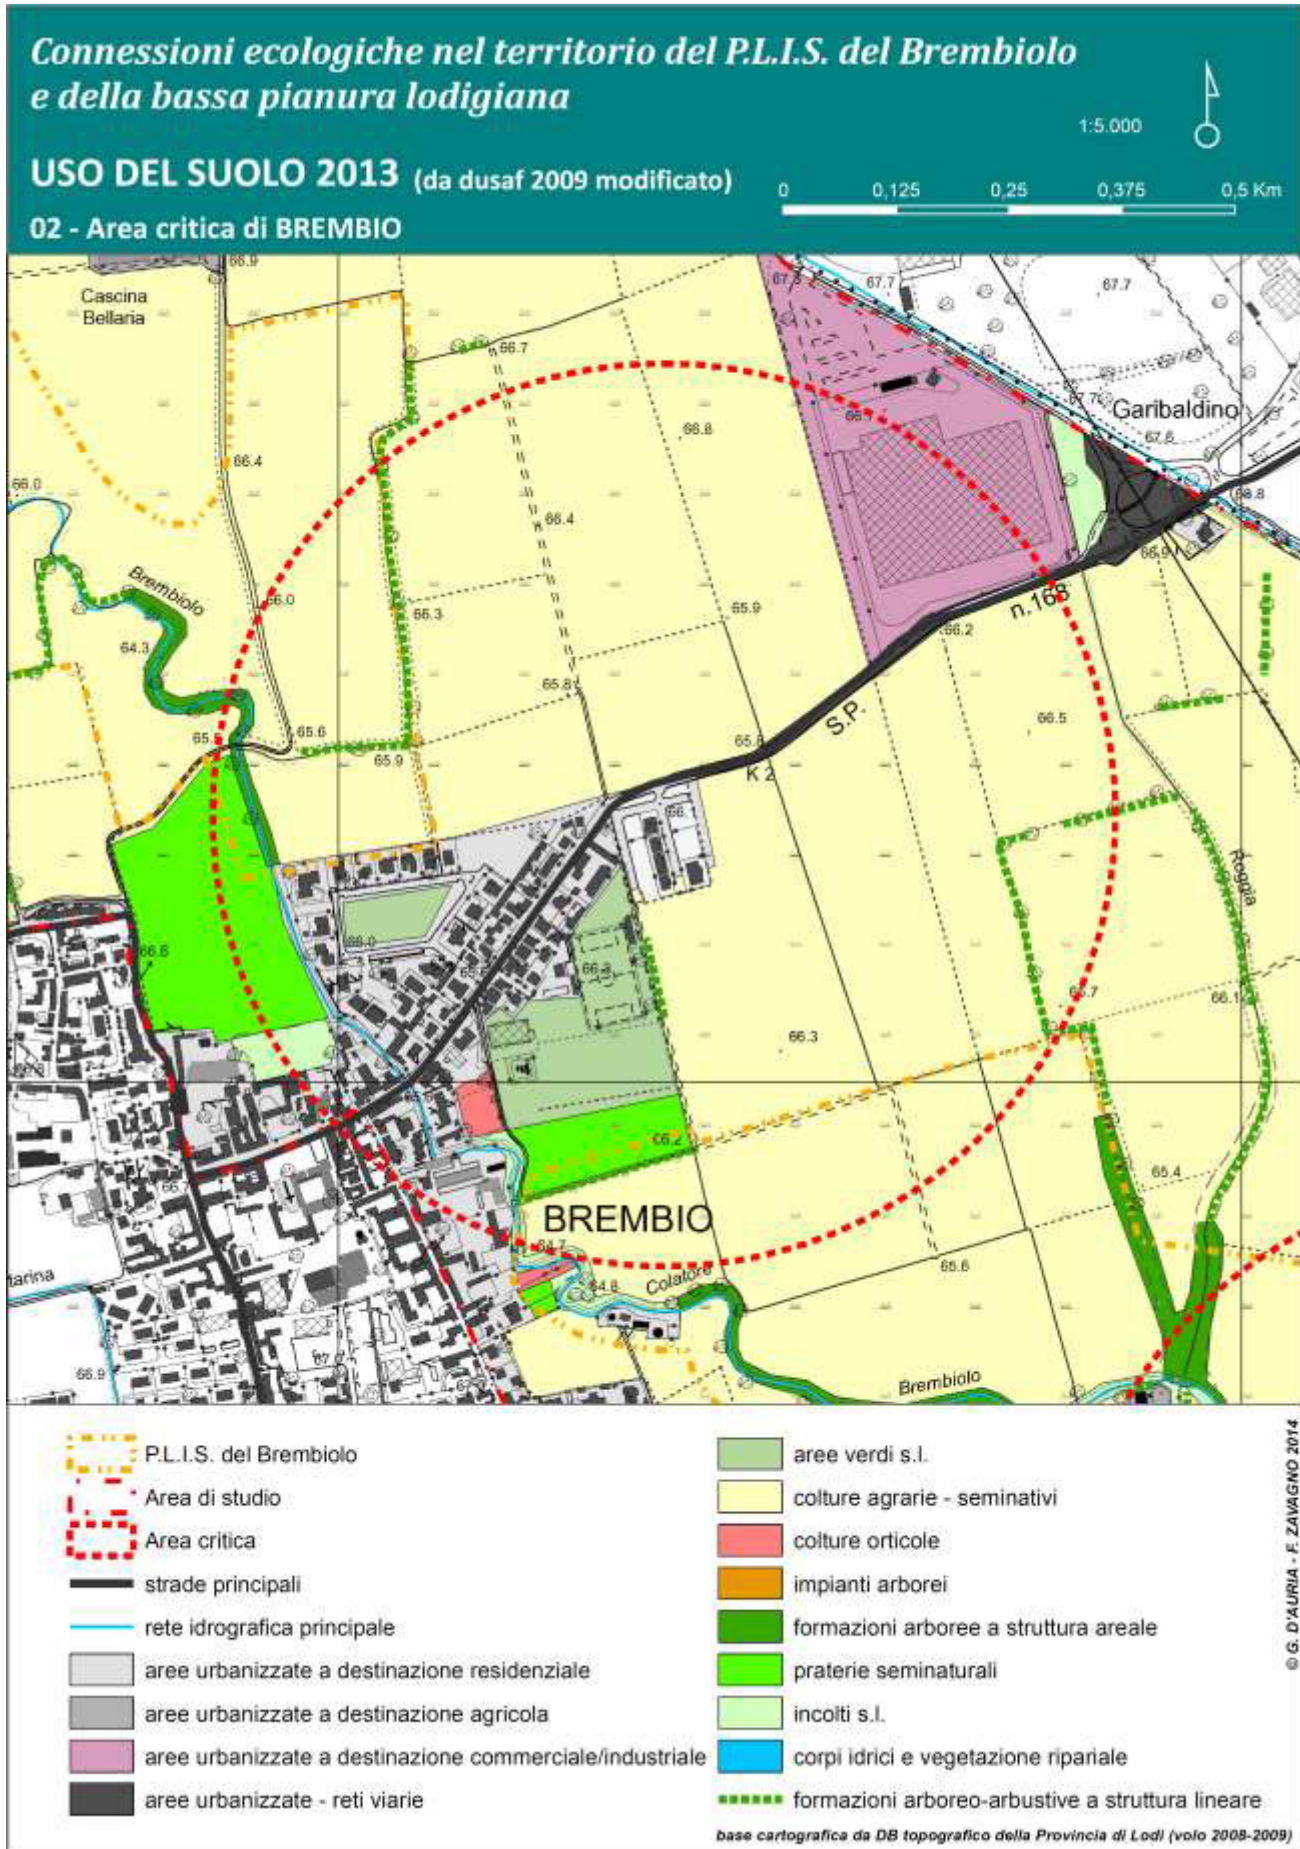 Connessioni ecologiche nel territorio del P.L.I.S. del Brembiolo
e della bassa pianura lodigiana
1:5.000
USO DEL SUOLO 2013 (da dusaf 2009 modificato)
0 0,125 0,25 0,375 0,5 Km
02 - Area critica di BREMBIO
66.9
Cascina
Bellaria
67.7
67.7
66.7
Garibaldino
67.6
66.8
66.4
66.0
66.4
66.9
Brembiolo
66.0
66.3
65.9
n.168
66.2
64.3
65.8
S.P.
66.5
65.6
65.9
K 2
Roggia
66.6
66.0
66.3
66.1
66.3
65.4
66.2
BREMBIO
64.7
Colatore
65.6
64.8
66.9
Brembiolo
P.L.I.S. del Brembiolo
Area di studio
Area critica
strade principali
rete idrografica principale
aree urbanizzate a destinazione residenziale
aree urbanizzate a destinazione agricola
aree urbanizzate a destinazione commerciale/industriale
aree urbanizzate - reti viarie
aree verdi s.l.
colture agrarie - seminativi
colture orticole
impianti arborei
formazioni arboree a struttura areale
praterie seminaturali
incolti s.l.
corpi idrici e vegetazione ripariale
formazioni arboreo-arbustive a struttura lineare
base cartografica da DB topografico della Provincia di Lodi (volo 2008-2009)
© G. D'AURIA - F. ZAVAGNO 2014